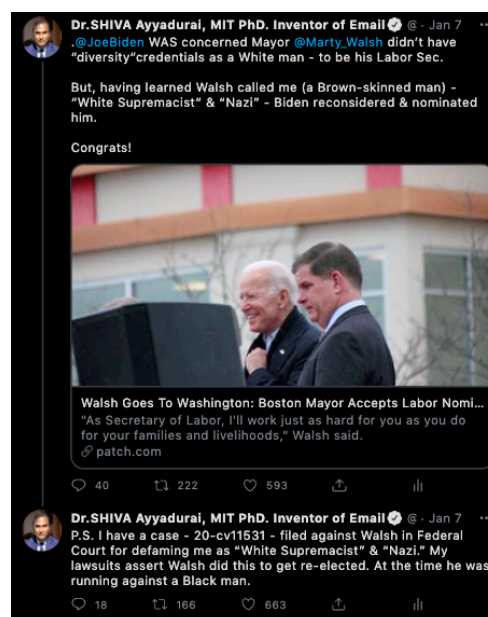 Dr.SHIVA Ayyadurai, MIT PhD. Inventor of Email @ · Jan 7
.@JoeBiden WAS concerned Mayor @Marty_Walsh didn't have
"diversity"credentials as a White man - to be his Labor Sec.
But, having learned Walsh called me (a Brown-skinned man) -
"White Supremacist" & "Nazi" - Biden reconsidered & nominated
him.
Congrats!
Walsh Goes To Washington: Boston Mayor Accepts Labor Nomi...
"As Secretary of Labor, I'll work just as hard for you as you do
for your families and livelihoods," Walsh said.
patch.com
40 222 593
Dr.SHIVA Ayyadurai, MIT PhD. Inventor of Email @ · Jan 7
P.S. I have a case - 20-cv11531 - filed against Walsh in Federal
Court for defaming me as "White Supremacist" & "Nazi." My
lawsuits assert Walsh did this to get re-elected. At the time he was
running against a Black man.
18 166 663